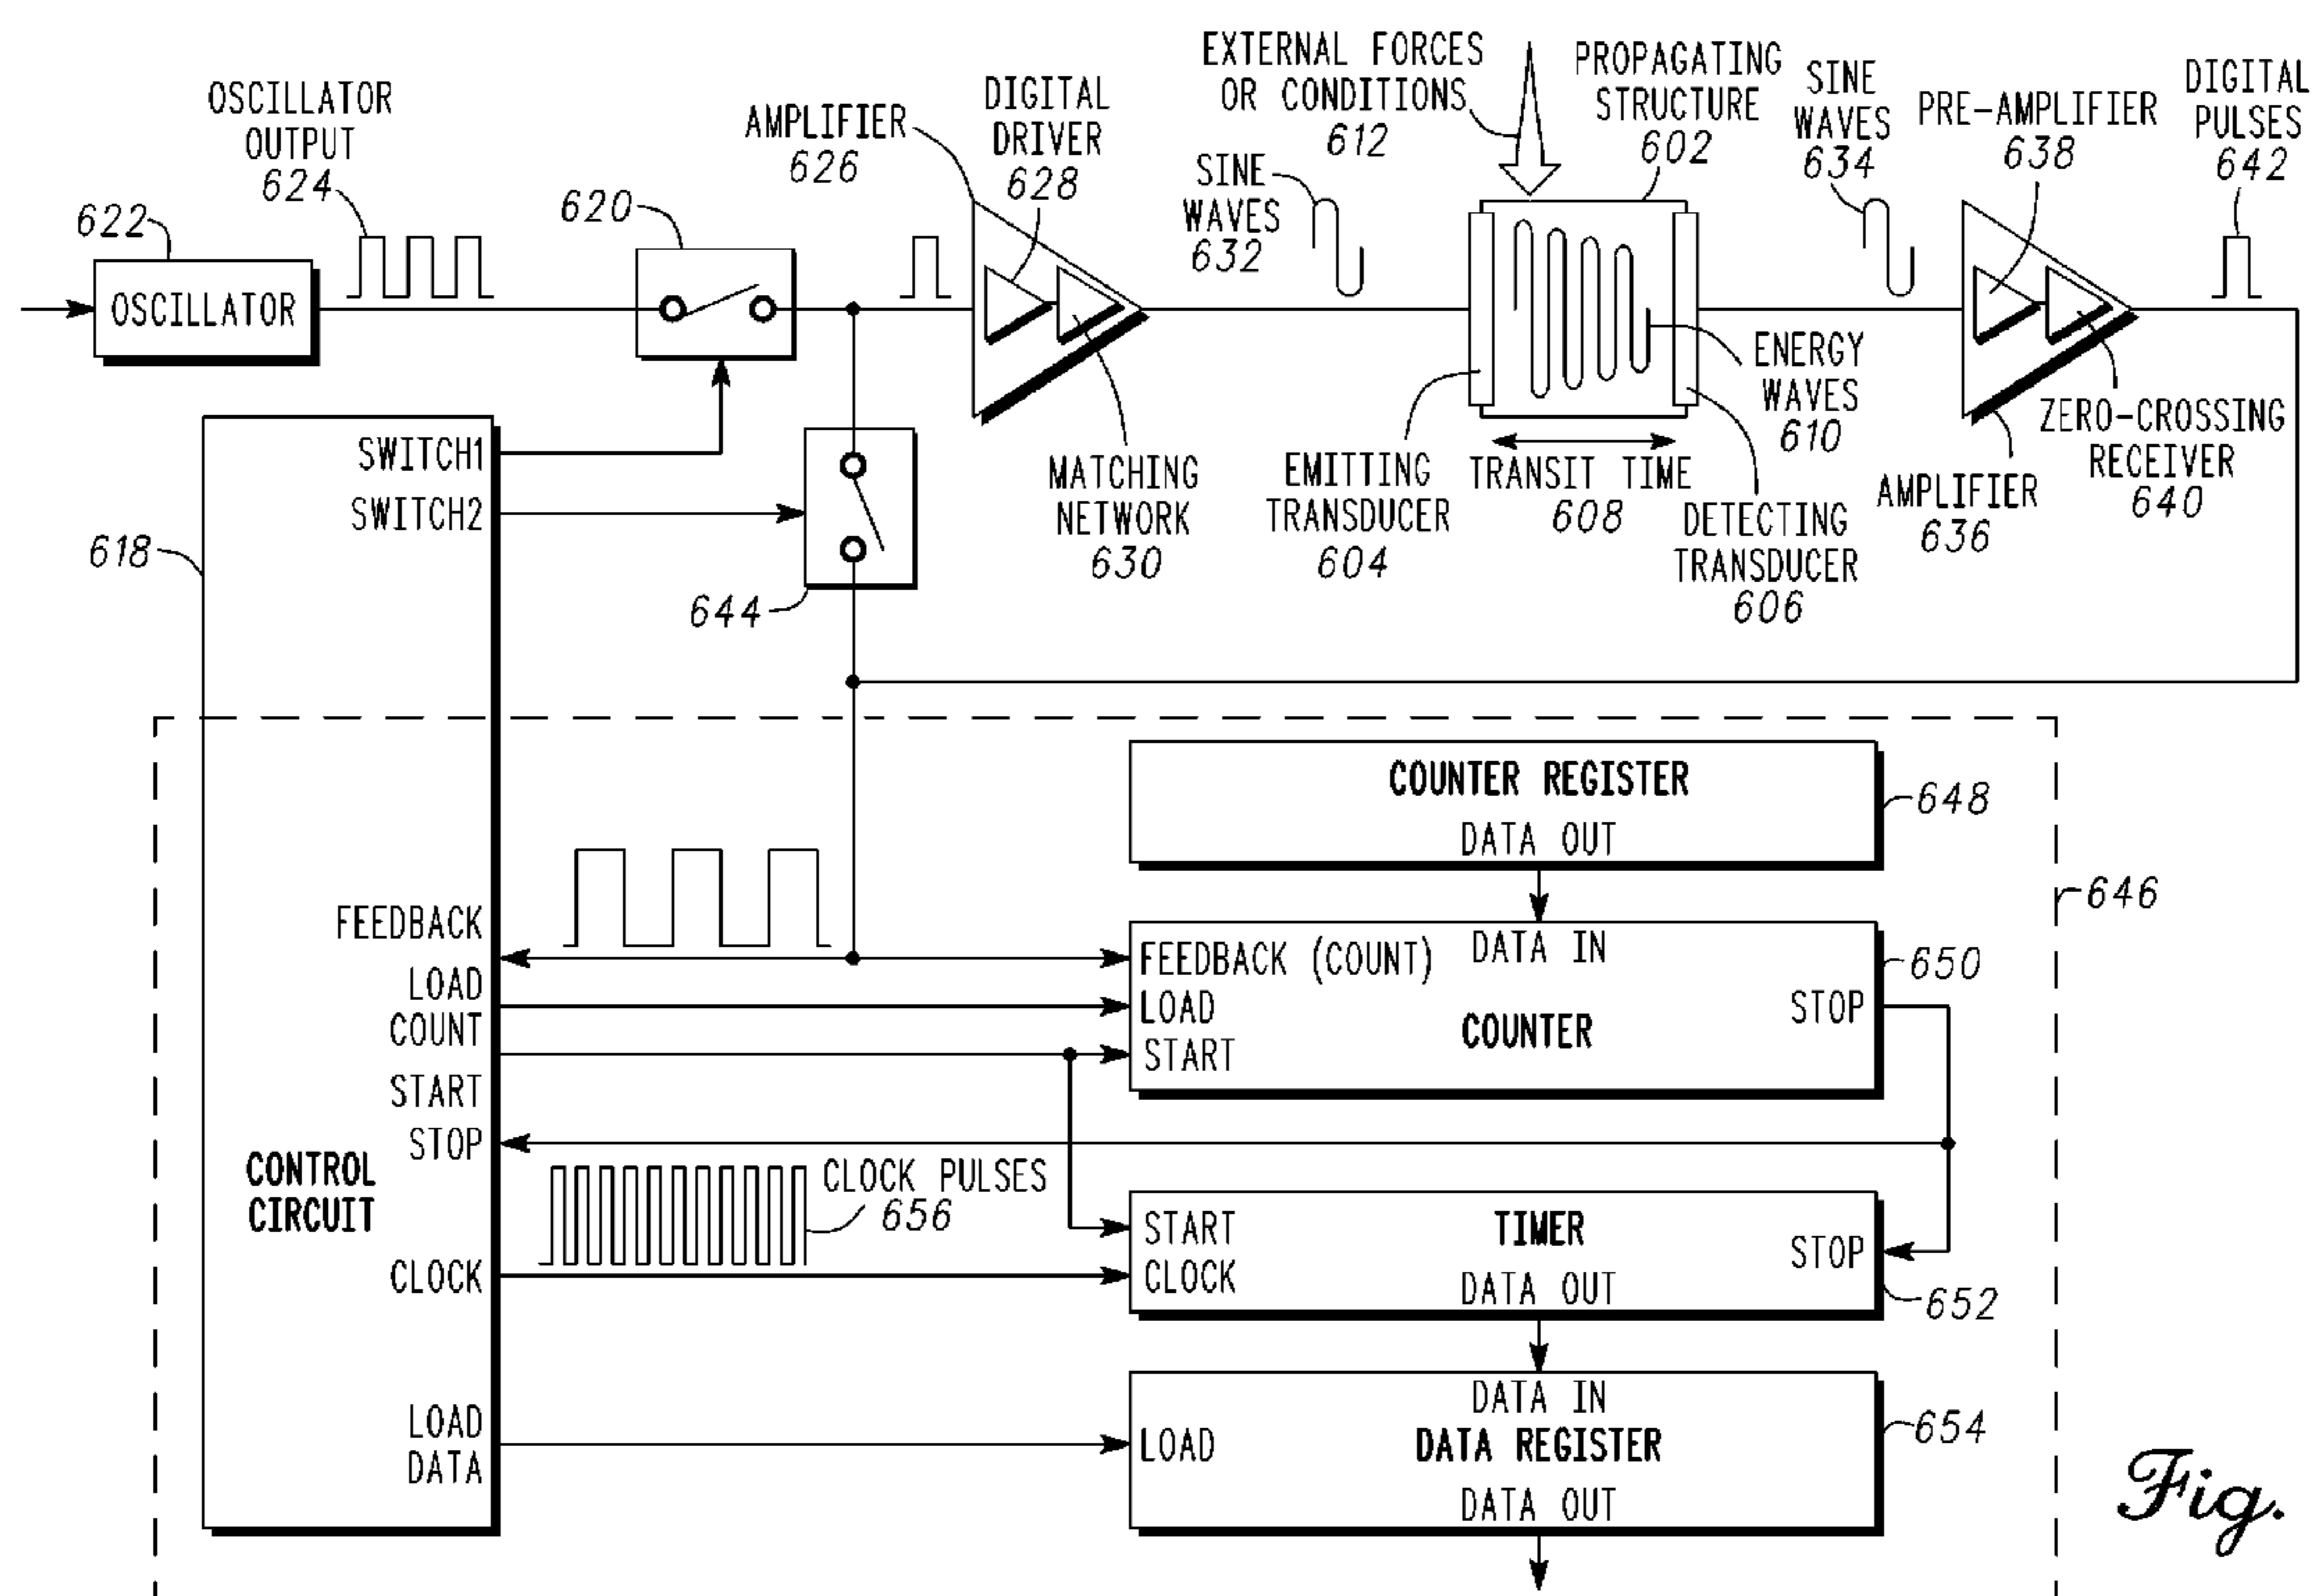 OSCILLATOR
OUTPUT
624
622
OSCILLATOR
620
AMPLIFIER
626
DIGITAL
DRIVER
628
MATCHING
NETWORK
630
SINE
WAVES
632
EXTERNAL FORCES
OR CONDITIONS
612
PROPAGATING
STRUCTURE
602
SINE
WAVES
634
PRE-AMPLIFIER
638
DIGITAL
PULSES
642
ENERGY
WAVES
610
EMITTING
TRANSDUCER
604
TRANSIT TIME
608
DETECTING
TRANSDUCER
606
ZERO-CROSSING
RECEIVER
640
AMPLIFIER
636
618
SWITCH1
SWITCH2
644
646
COUNTER REGISTER
DATA OUT
648
FEEDBACK
LOAD
COUNT
START
STOP
CONTROL
CIRCUIT
CLOCK
LOAD
DATA
FEEDBACK (COUNT)
DATA IN
LOAD
START
COUNTER
STOP
650
CLOCK PULSES
656
START
CLOCK
TIMER
DATA OUT
STOP
652
DATA IN
LOAD
DATA REGISTER
DATA OUT
654
Fig.